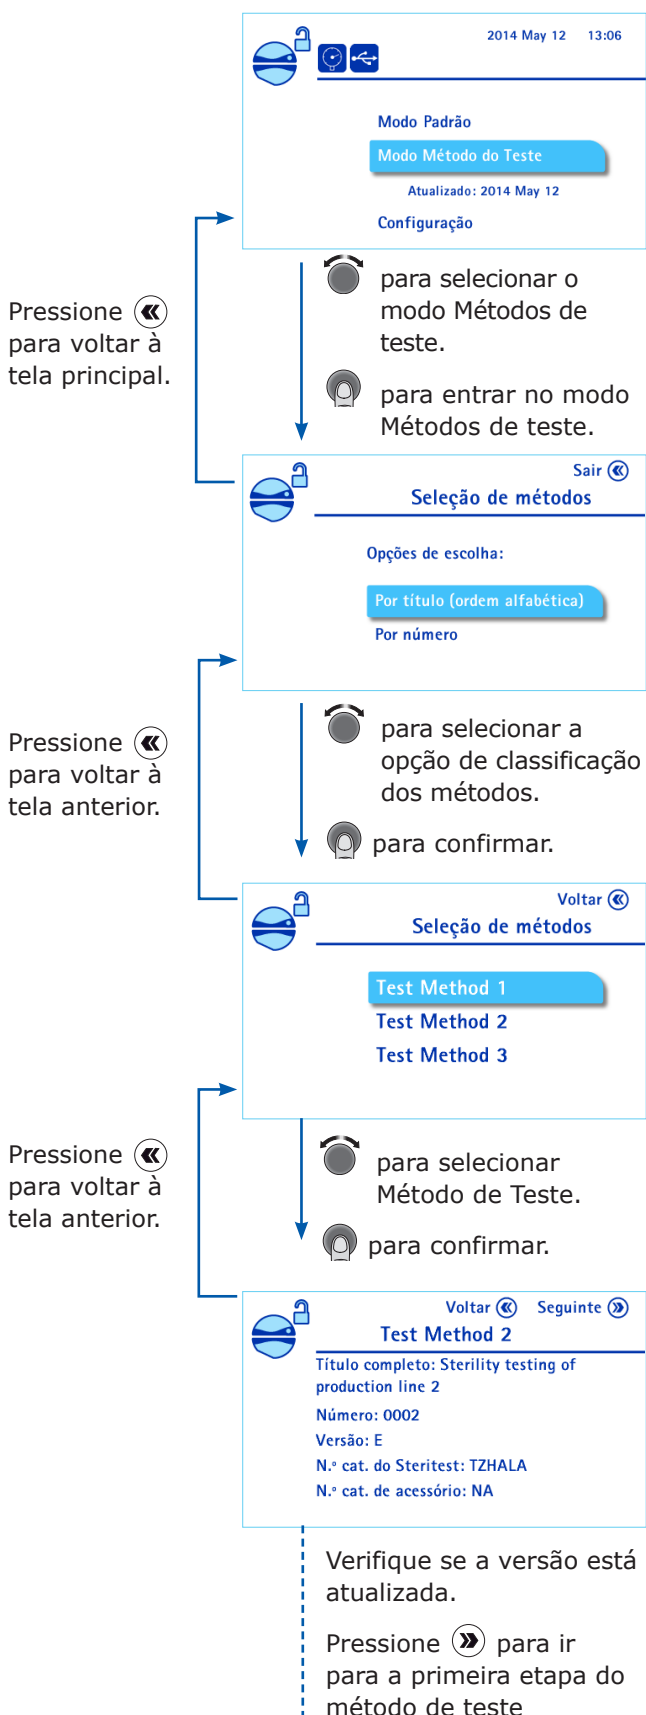 2014 May 12 13:06
Modo Padrão
Modo Método do Teste
Atualizado: 2014 May 12
Configuração
para selecionar o
modo Métodos de
teste.
Pressione
para voltar à
tela principal.
para entrar no modo
Métodos de teste.
Sair
Seleção de métodos
Opções de escolha:
Por título (ordem alfabética)
Por número
para selecionar a
opção de classificação
dos métodos.
Pressione
para voltar à
tela anterior.
para confirmar.
Voltar
Seleção de métodos
Test Method 1
Test Method 2
Test Method 3
Pressione
para voltar à
tela anterior.
para selecionar
Método de Teste.
para confirmar.
Voltar Seguinte
Test Method 2
Título completo: Sterility testing of
production line 2
Número: 0002
Versão: E
N.º cat. do Steritest: TZHALA
N.º cat. de acessório: NA
Verifique se a versão está
atualizada.
Pressione para ir
para a primeira etapa do
método de teste